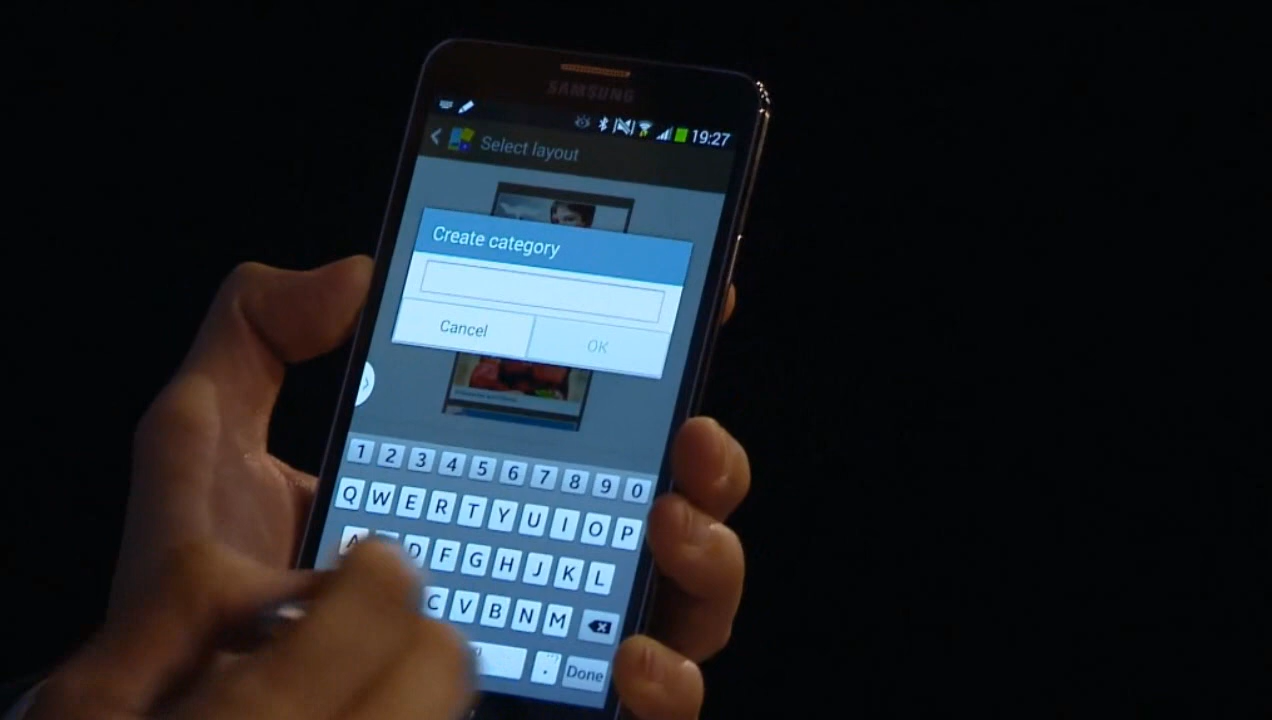 SAMSUNG
19:27
Select layout
Create category
Cancel
OK
1 2 3 4 5 6 7 8 9 0
Q W E R T Y U I O P
A D F G H J K L
C V B N M
. Done